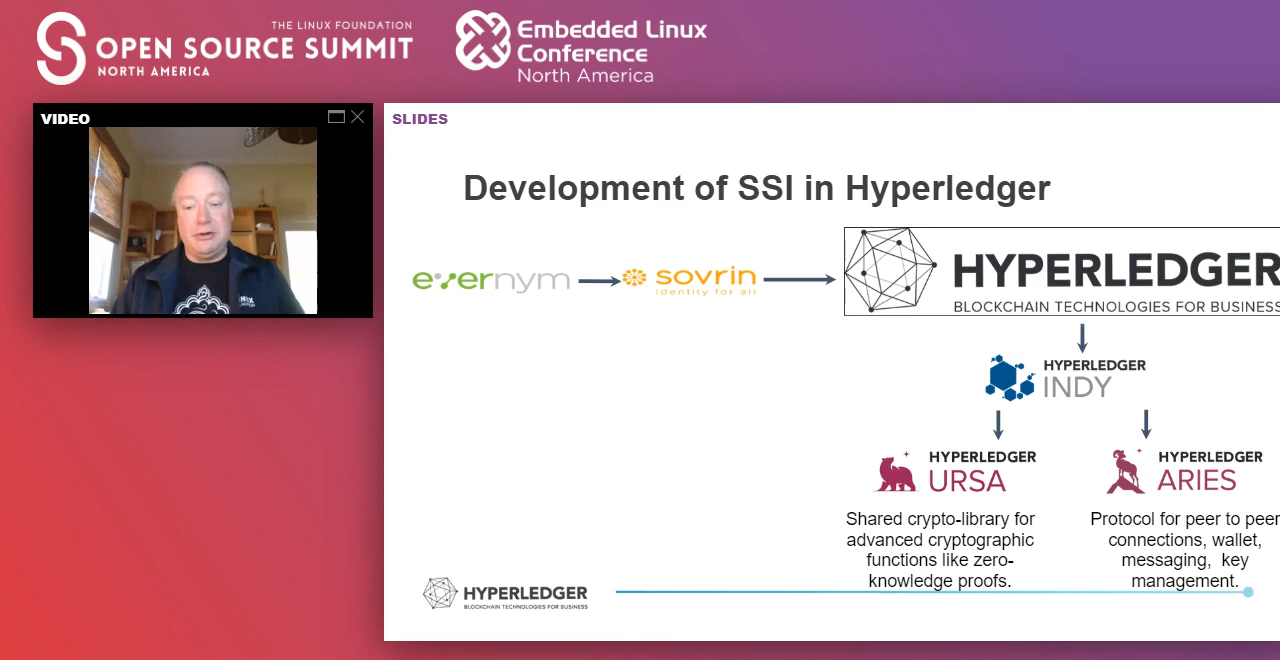 THE LINUX FOUNDATION
OPEN SOURCE SUMMIT
NORTH AMERICA
Embedded Linux
Conference
North America
VIDEO
SLIDES
Development of SSI in Hyperledger
evernym
sovrin
identity for all
HYPERLEDGER
BLOCKCHAIN TECHNOLOGIES FOR BUSINESS
HYPERLEDGER
INDY
HYPERLEDGER
URSA
HYPERLEDGER
ARIES
Shared crypto-library for
advanced cryptographic
functions like zero-
knowledge proofs.
Protocol for peer to peer
connections, wallet,
messaging, key
management.
HYPERLEDGER
BLOCKCHAIN TECHNOLOGIES FOR BUSINESS